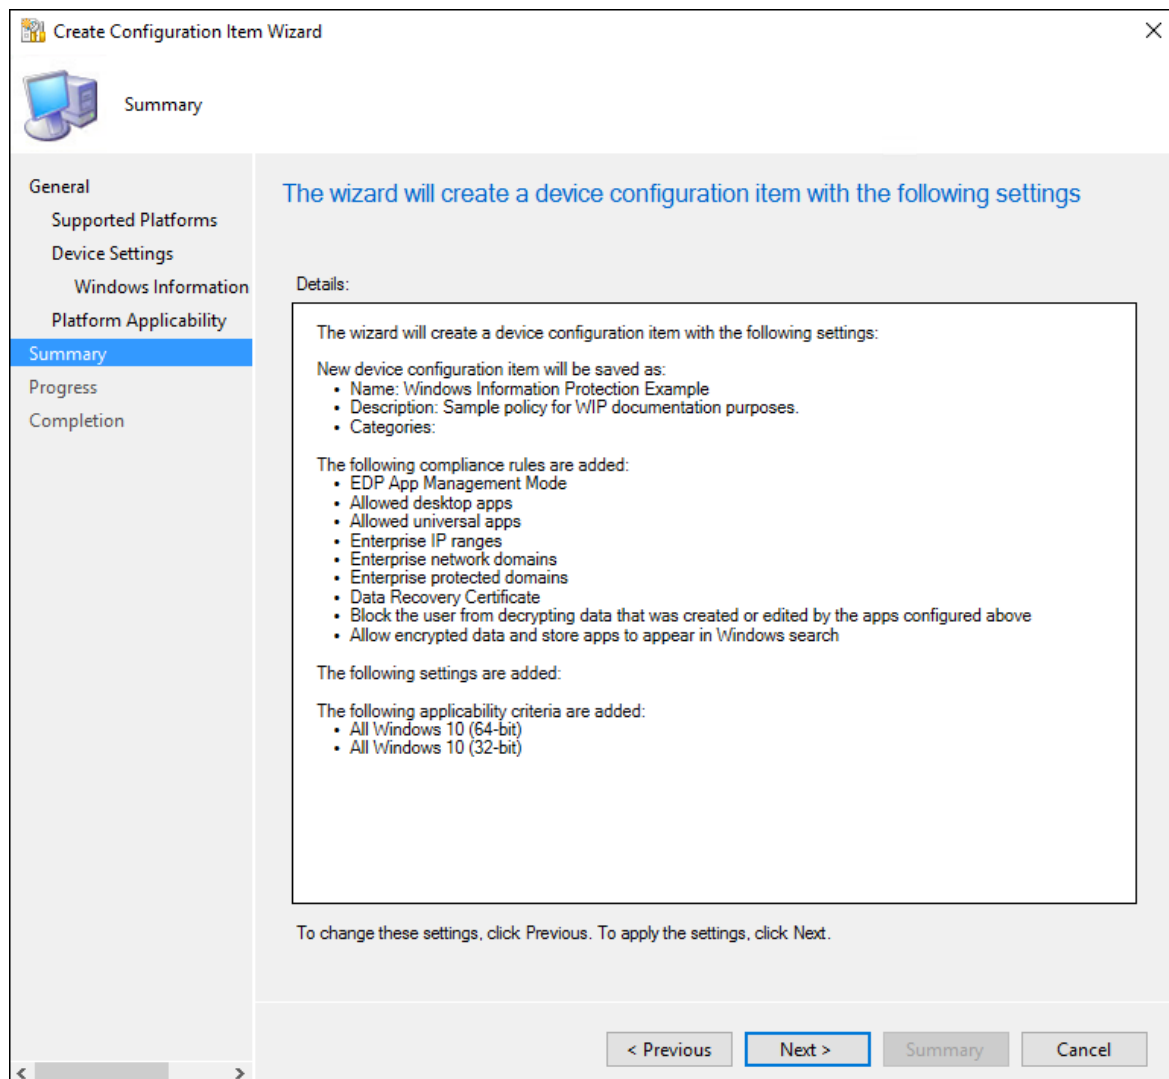 Create Configuration Item Wizard
Summary
General
Supported Platforms
Device Settings
Windows Information
Platform Applicability
Summary
Progress
Completion
The wizard will create a device configuration item with the following settings
Details:
The wizard will create a device configuration item with the following settings:
New device configuration item will be saved as:
• Name: Windows Information Protection Example
• Description: Sample policy for WIP documentation purposes.
• Categories:
The following compliance rules are added:
• EDP App Management Mode
• Allowed desktop apps
• Allowed universal apps
• Enterprise IP ranges
• Enterprise network domains
• Enterprise protected domains
• Data Recovery Certificate
• Block the user from decrypting data that was created or edited by the apps configured above
• Allow encrypted data and store apps to appear in Windows search
The following settings are added:
The following applicability criteria are added:
• All Windows 10 (64-bit)
• All Windows 10 (32-bit)
To change these settings, click Previous. To apply the settings, click Next.
< Previous Next > Summary Cancel